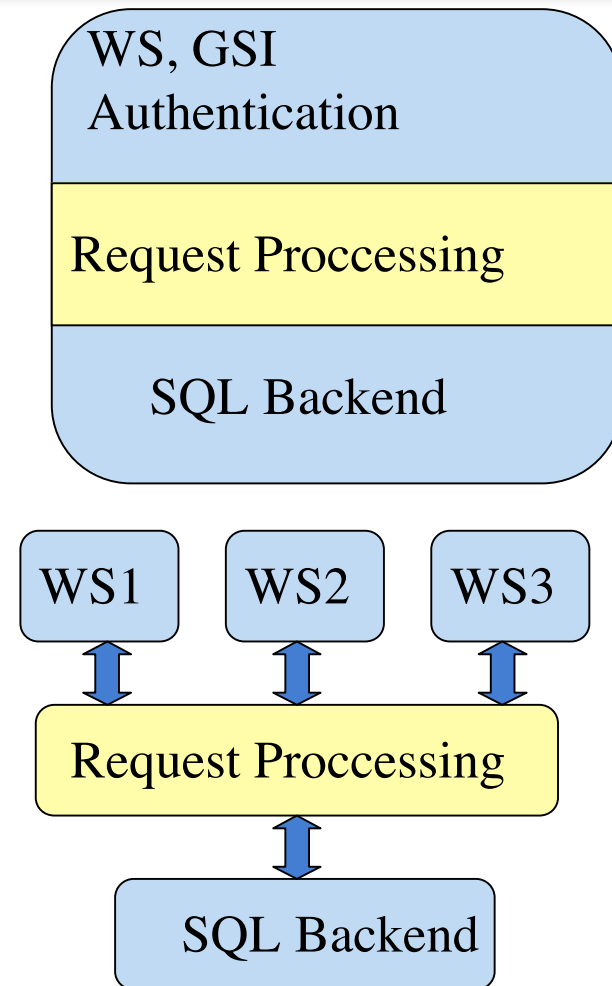 WS, GSI
Authentication
Request Proccessing
SQL Backend
WS1 WS2 WS3
Request Proccessing
SQL Backend